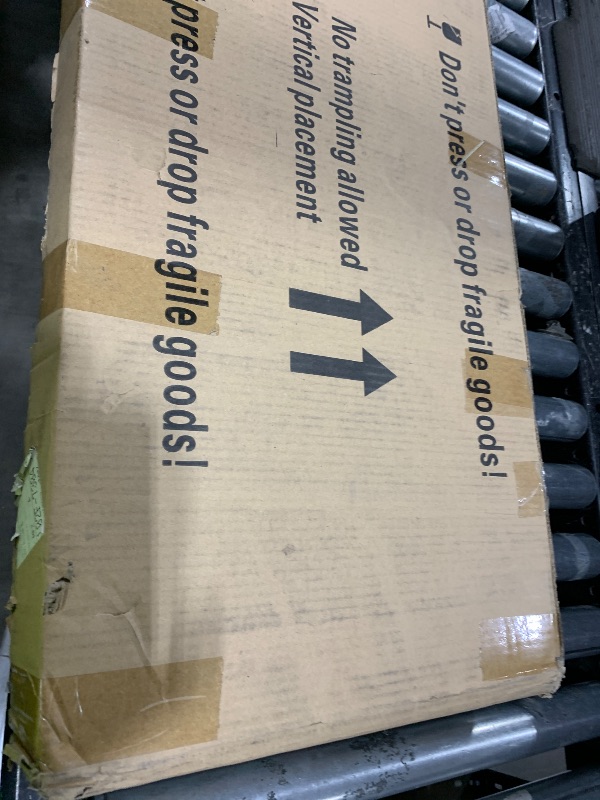 Don't press or drop fragile goods!
No trampling allowed
Vertical placement
press or drop fragile goods!